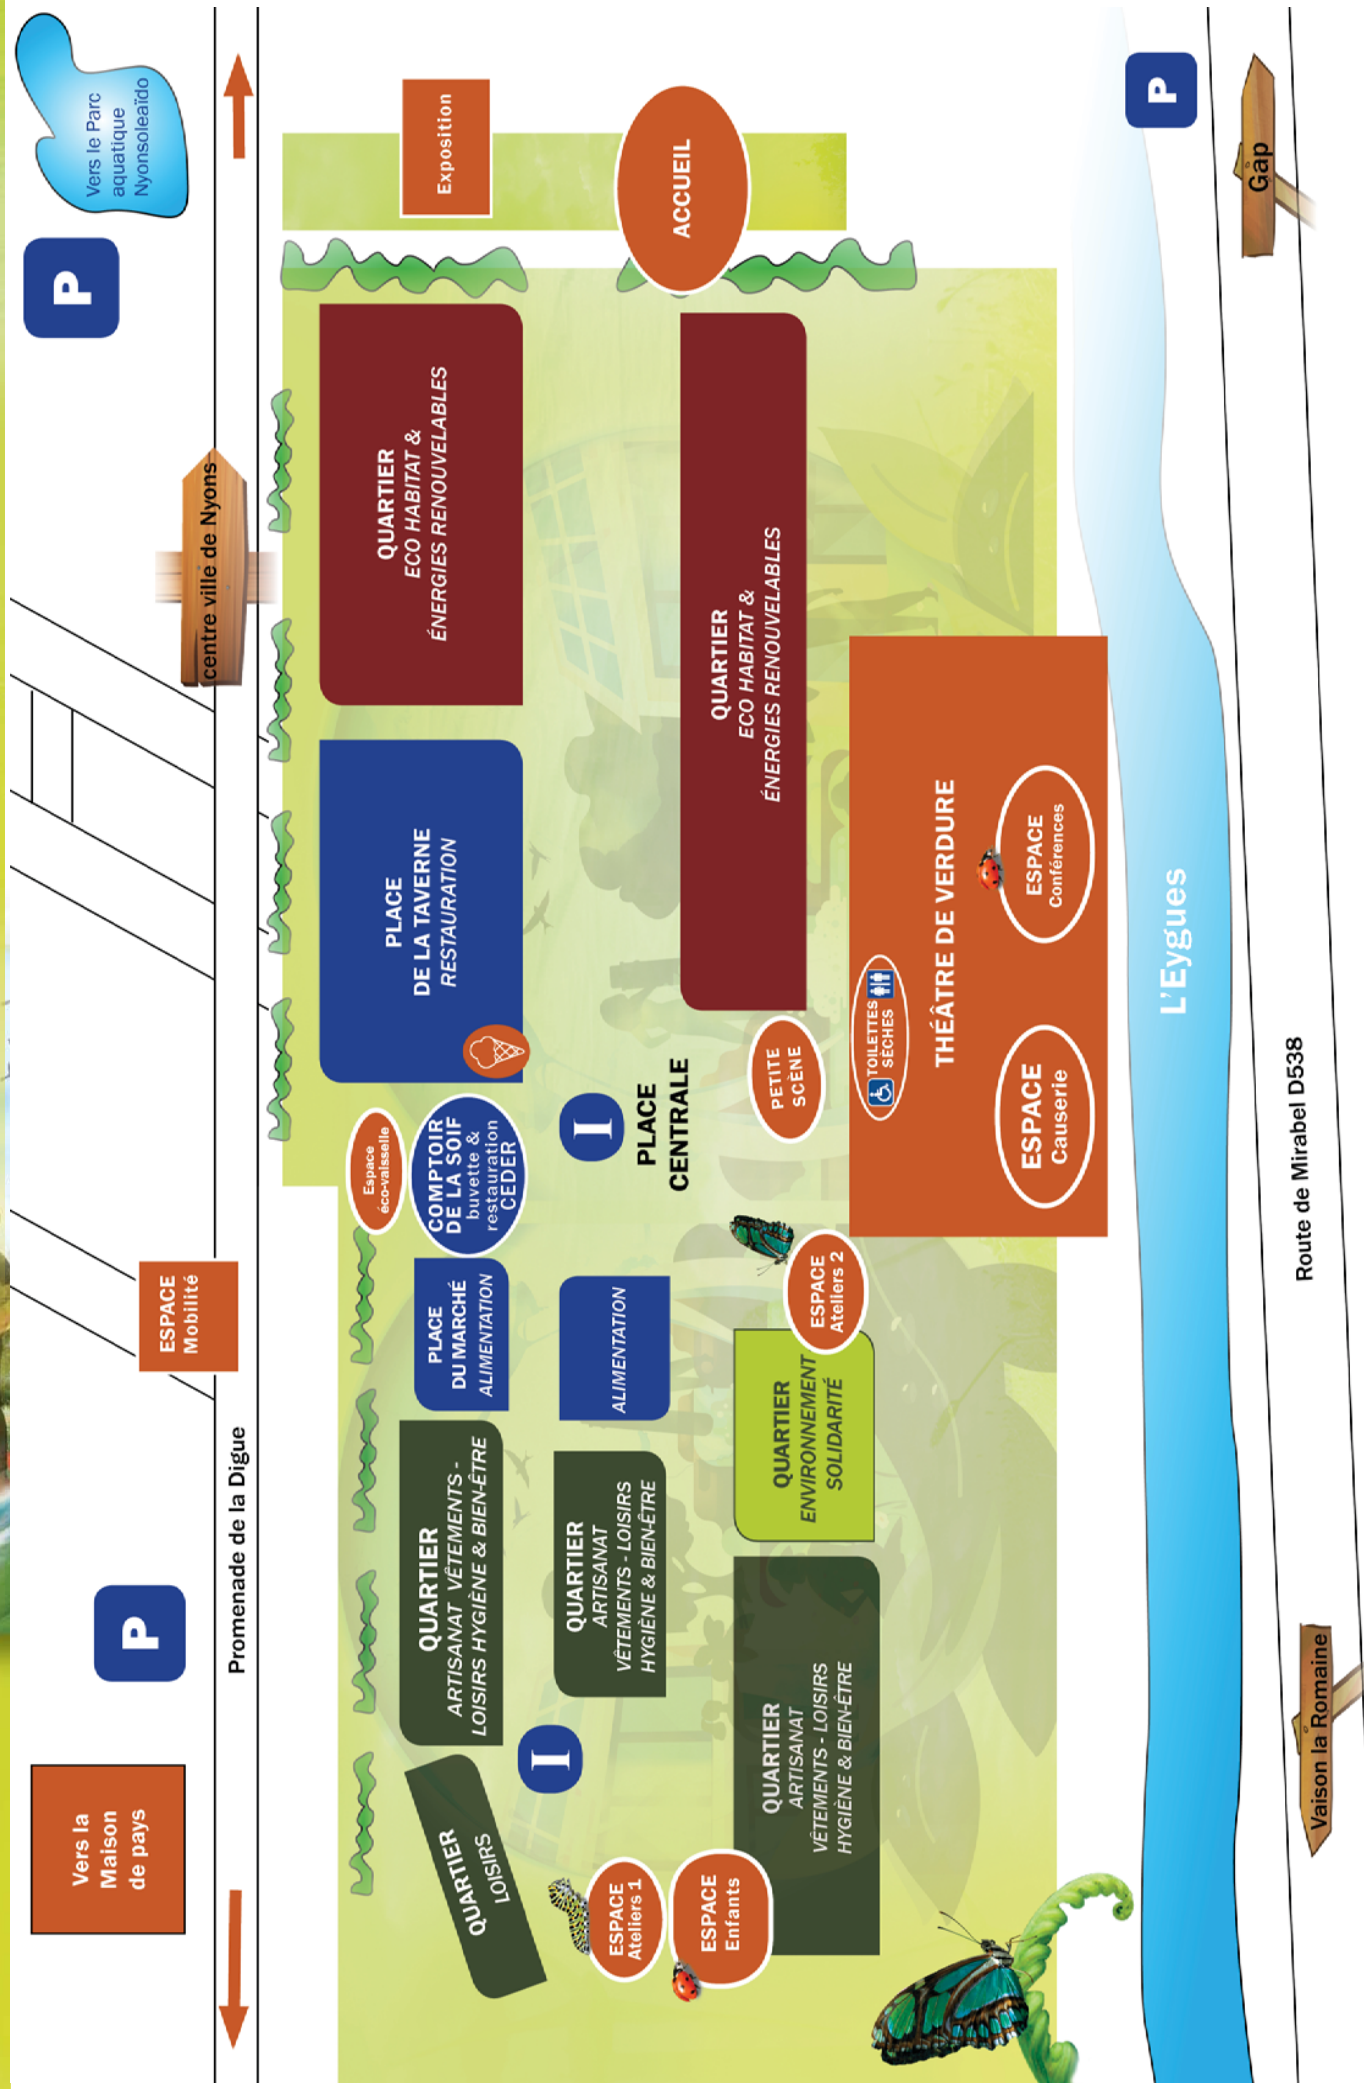 Vers le Parc
aquatique
Nyonsoleaïdo
P
centre ville de Nyons
ESPACE
Mobilité
Promenade de la Digue
P
Vers la
Maison
de pays
Exposition
ACCUEIL
QUARTIER
ECO HABITAT &
ÉNERGIES RENOUVELABLES
PLACE
DE LA TAVERNE
RESTAURATION
Espace
éco-vaisselle
COMPTOIR
DE LA SOIF
buvette &
restauration
CEDER
PLACE
DU MARCHÉ
ALIMENTATION
QUARTIER
ARTISANAT VÊTEMENTS -
LOISIRS HYGIÈNE & BIEN-ÊTRE
QUARTIER
LOISIRS
I
PLACE
CENTRALE
ALIMENTATION
QUARTIER
ARTISANAT
VÊTEMENTS - LOISIRS
HYGIÈNE & BIEN-ÊTRE
I
ESPACE
Ateliers 1
ESPACE
Enfants
QUARTIER
ECO HABITAT &
ÉNERGIES RENOUVELABLES
PETITE
SCÈNE
ESPACE
Ateliers 2
QUARTIER
ENVIRONNEMENT
SOLIDARITÉ
QUARTIER
ARTISANAT
VÊTEMENTS - LOISIRS
HYGIÈNE & BIEN-ÊTRE
TOILETTES
SÈCHES
THÉÂTRE DE VERDURE
ESPACE
Conférences
ESPACE
Causerie
P
L'Eygues
Gap
Route de Mirabel D538
Vaison la Romaine